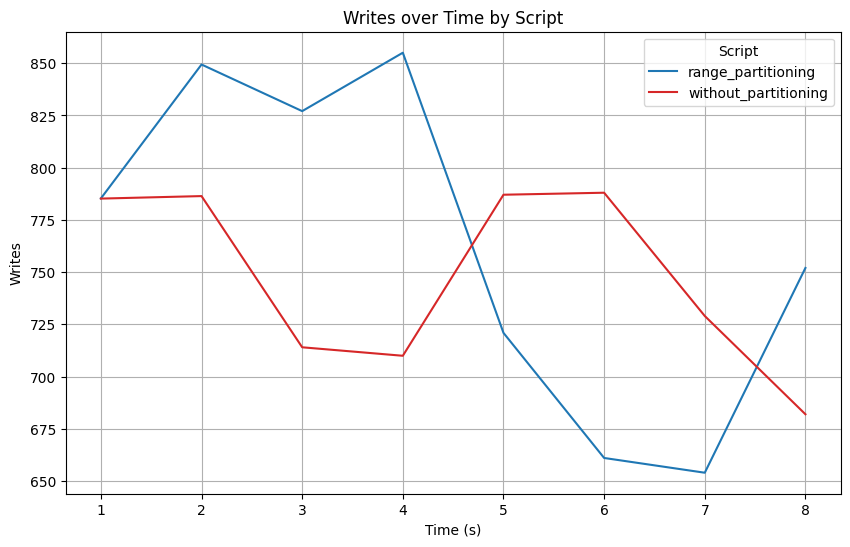 Writes over Time by Script
Script
range_partitioning
without_partitioning
Writes
850
825
800
775
750
725
700
675
650
1 2 3 4 5 6 7 8
Time (s)